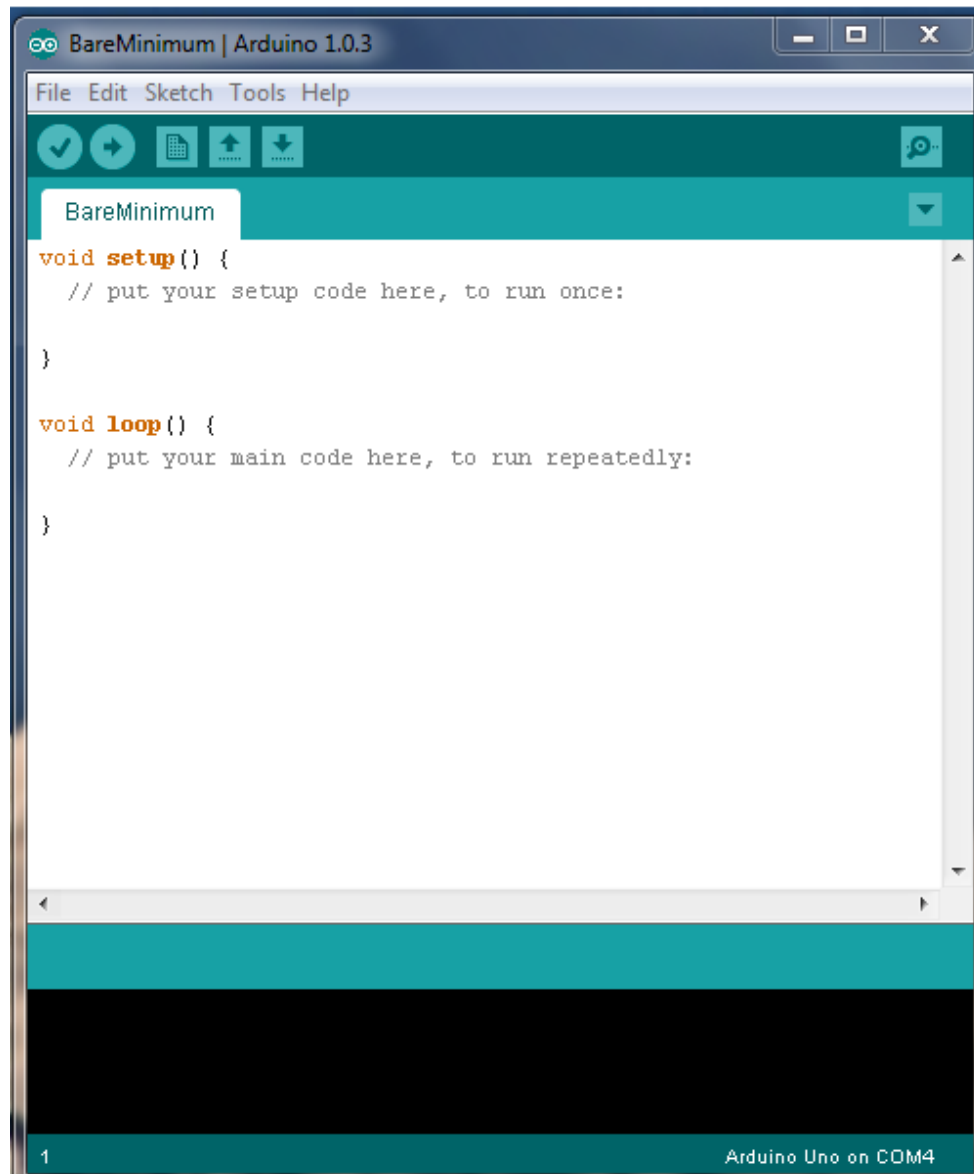 BareMinimum | Arduino 1.0.3
File Edit Sketch Tools Help
BareMinimum
void setup() {
  // put your setup code here, to run once:

}

void loop() {
  // put your main code here, to run repeatedly:

}
1 Arduino Uno on COM4